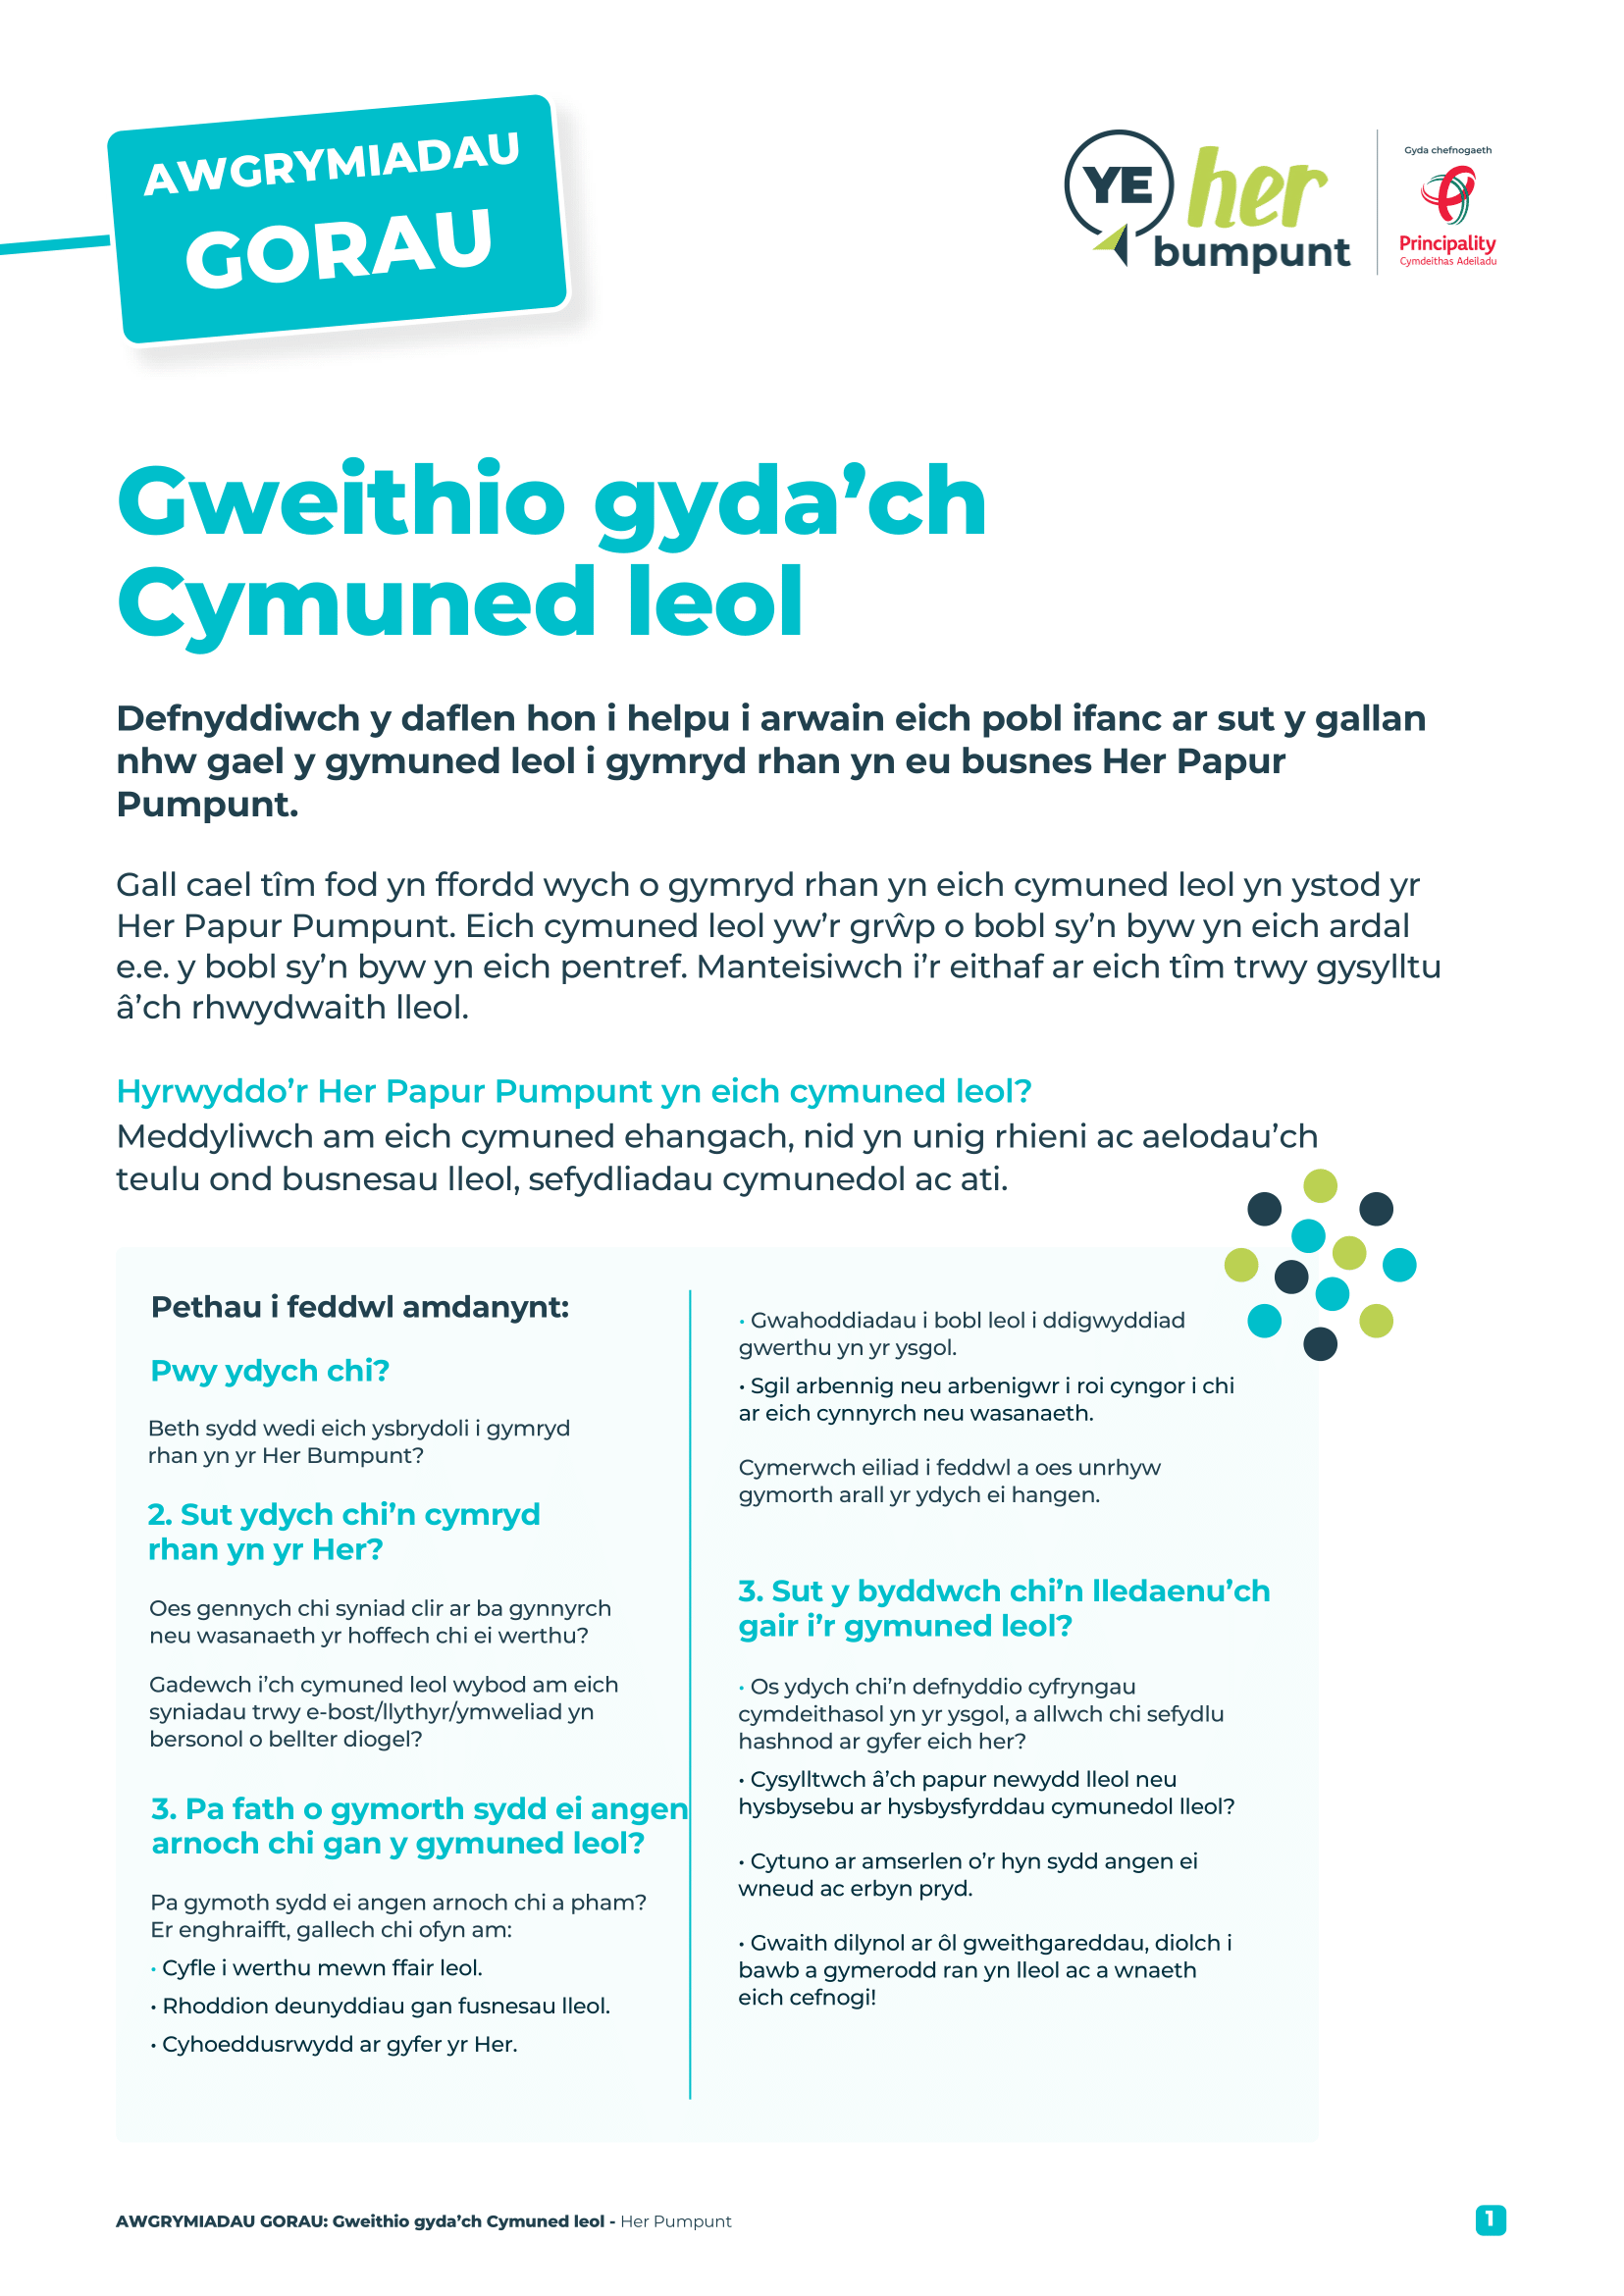 AWGRYMIADAU
GORAU
YE her
bumpunt
Gyda chefnogaeth
Principality
Cymdeithas Adeiladu
Gweithio gyda’ch
Cymuned leol
Defnyddiwch y daflen hon i helpu i arwain eich pobl ifanc ar sut y gallan
nhw gael y gymuned leol i gymryd rhan yn eu busnes Her Papur
Pumpunt.
Gall cael tîm fod yn ffordd wych o gymryd rhan yn eich cymuned leol yn ystod yr
Her Papur Pumpunt. Eich cymuned leol yw’r grŵp o bobl sy’n byw yn eich ardal
e.e. y bobl sy’n byw yn eich pentref. Manteisiwch i’r eithaf ar eich tîm trwy gysylltu
â’ch rhwydwaith lleol.
Hyrwyddo’r Her Papur Pumpunt yn eich cymuned leol?
Meddyliwch am eich cymuned ehangach, nid yn unig rhieni ac aelodau’ch
teulu ond busnesau lleol, sefydliadau cymunedol ac ati.
Pethau i feddwl amdanynt:
Pwy ydych chi?
Beth sydd wedi eich ysbrydoli i gymryd
rhan yn yr Her Bumpunt?
2. Sut ydych chi’n cymryd
rhan yn yr Her?
Oes gennych chi syniad clir ar ba gynnyrch
neu wasanaeth yr hoffech chi ei werthu?
Gadewch i’ch cymuned leol wybod am eich
syniadau trwy e-bost/llythyr/ymweliad yn
bersonol o bellter diogel?
3. Pa fath o gymorth sydd ei angen
arnoch chi gan y gymuned leol?
Pa gymoth sydd ei angen arnoch chi a pham?
Er enghraifft, gallech chi ofyn am:
• Cyfle i werthu mewn ffair leol.
• Rhoddion deunyddiau gan fusnesau lleol.
• Cyhoeddusrwydd ar gyfer yr Her.
• Gwahoddiadau i bobl leol i ddigwyddiad
gwerthu yn yr ysgol.
• Sgil arbennig neu arbenigwr i roi cyngor i chi
ar eich cynnyrch neu wasanaeth.
Cymerwch eiliad i feddwl a oes unrhyw
gymorth arall yr ydych ei hangen.
3. Sut y byddwch chi’n lledaenu’ch
gair i’r gymuned leol?
• Os ydych chi’n defnyddio cyfryngau
cymdeithasol yn yr ysgol, a allwch chi sefydlu
hashnod ar gyfer eich her?
• Cysylltwch â’ch papur newydd lleol neu
hysbysebu ar hysbysfyrddau cymunedol lleol?
• Cytuno ar amserlen o’r hyn sydd angen ei
wneud ac erbyn pryd.
• Gwaith dilynol ar ôl gweithgareddau, diolch i
bawb a gymerodd ran yn lleol ac a wnaeth
eich cefnogi!
AWGRYMIADAU GORAU: Gweithio gyda’ch Cymuned leol - Her Pumpunt
1